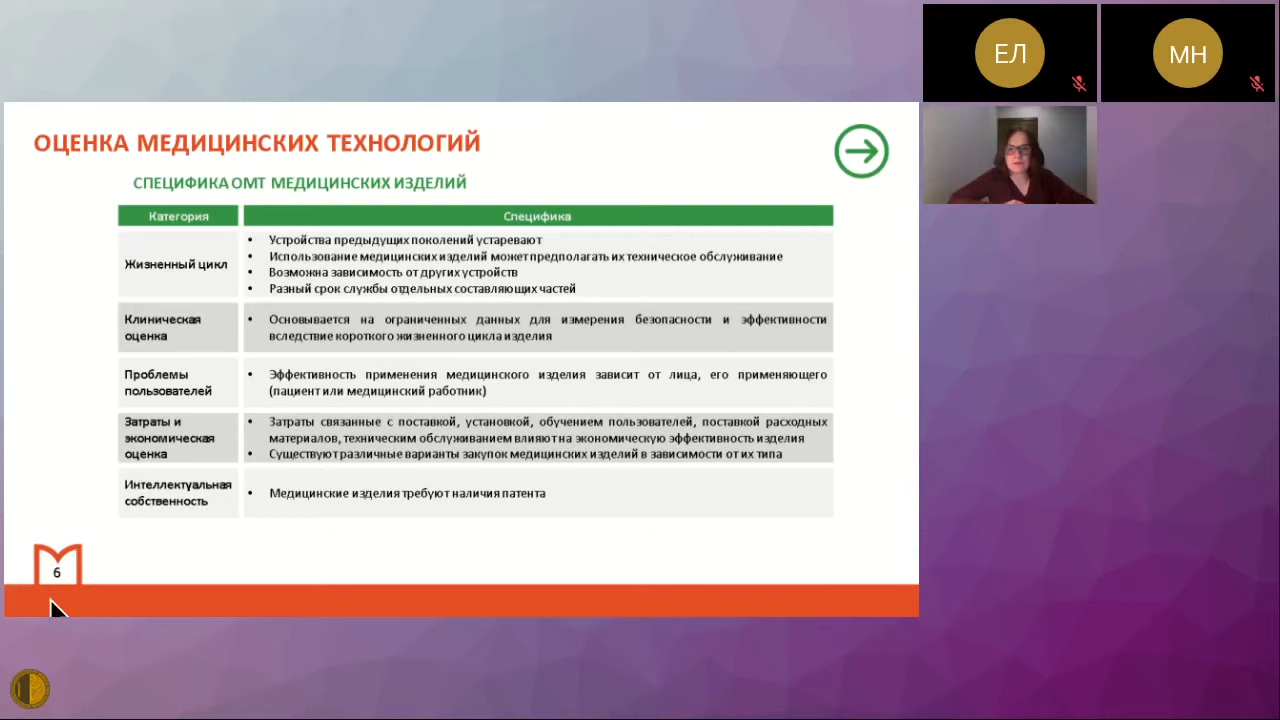 ЕЛ
МН
ОЦЕНКА МЕДИЦИНСКИХ ТЕХНОЛОГИЙ
СПЕЦИФИКА ОМТ МЕДИЦИНСКИХ ИЗДЕЛИЙ
Категория
Специфика
Жизненный цикл
• Устройства предыдущих поколений устаревают
• Использование медицинских изделий может предполагать их техническое обслуживание
• Возможна зависимость от других устройств
• Разный срок службы отдельных составляющих частей
Клиническая
оценка
• Основывается на ограниченных данных для измерения безопасности и эффективности
вследствие короткого жизненного цикла изделия
Проблемы
пользователей
• Эффективность применения медицинского изделия зависит от лица, его применяющего
(пациент или медицинский работник)
Затраты и
экономическая
оценка
• Затраты связанные с поставкой, установкой, обучением пользователей, поставкой расходных
материалов, техническим обслуживанием влияют на экономическую эффективность изделия
• Существуют различные варианты закупок медицинских изделий в зависимости от их типа
Интеллектуальная
собственность
• Медицинские изделия требуют наличия патента
6